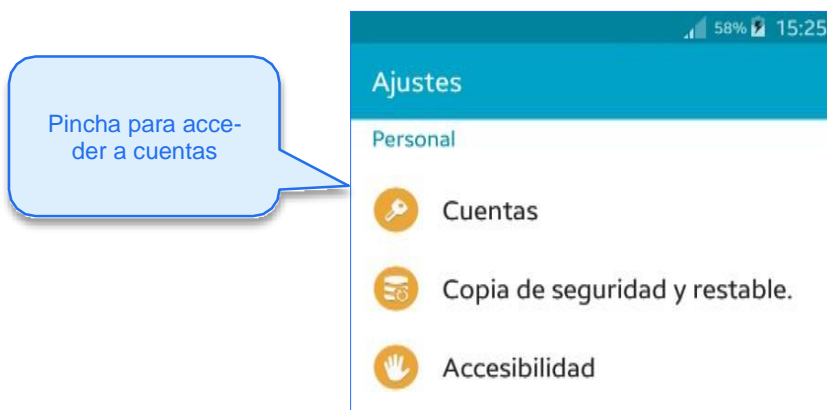 58% 15:25
Ajustes
Personal
Pincha para acce-
der a cuentas
Cuentas
Copia de seguridad y restable.
Accesibilidad